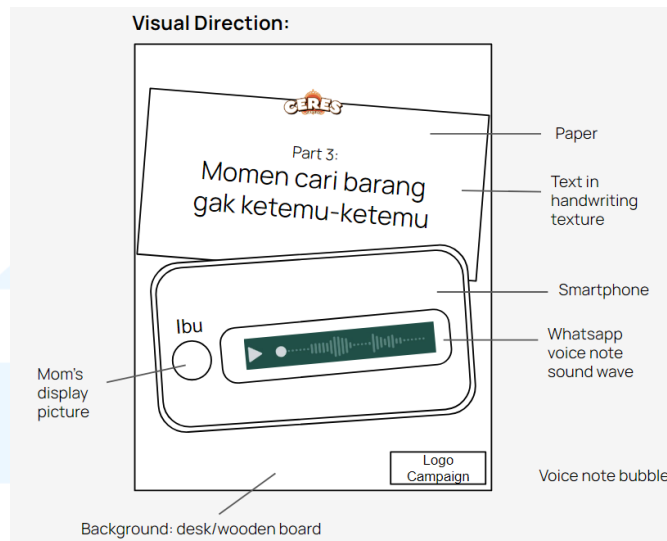 Visual Direction:
CERES
Part 3:
Momen cari barang
gak ketemu-ketemu
Paper
Text in
handwriting
texture
Smartphone
Ibu
Whatsapp
voice note
sound wave
Mom's
display
picture
Logo
Campaign
Voice note bubble
Background: desk/wooden board